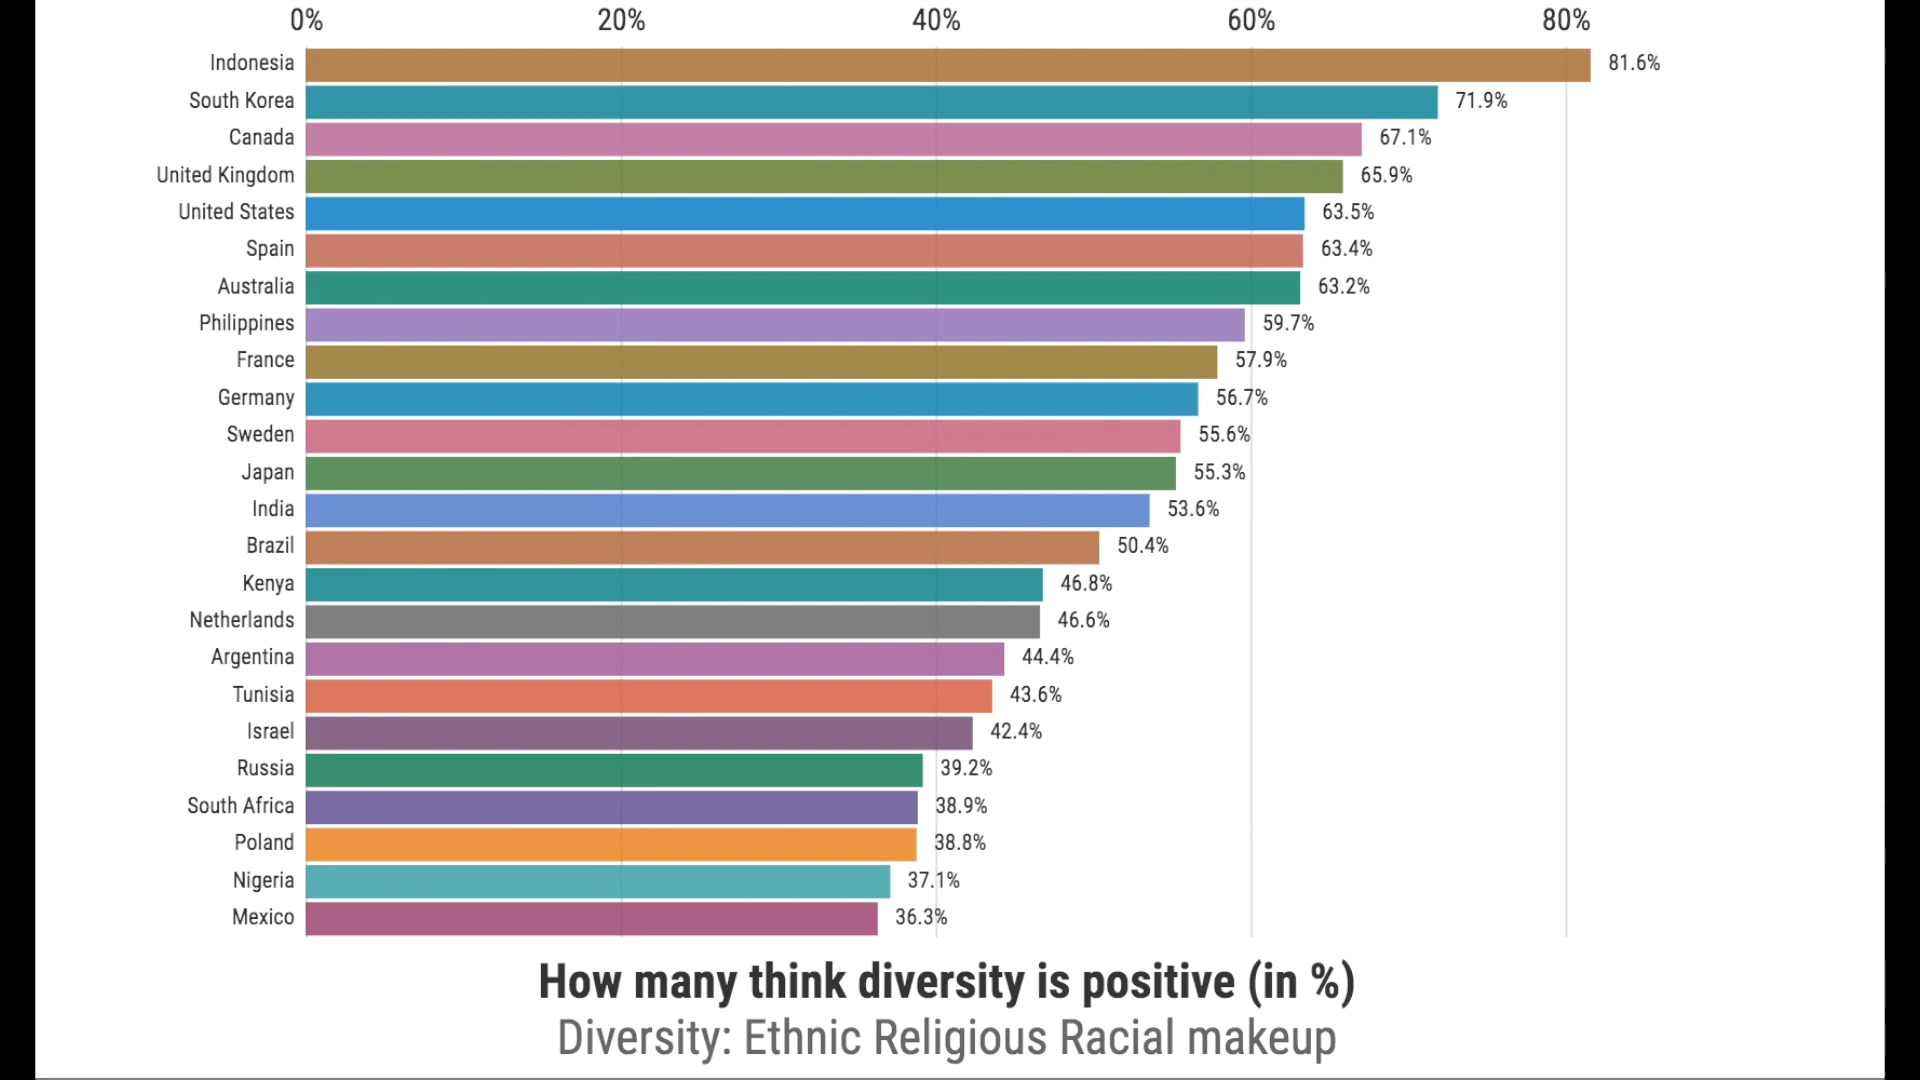 0% 20% 40% 60% 80%
Indonesia 81.6%
South Korea 71.9%
Canada 67.1%
United Kingdom 65.9%
United States 63.5%
Spain 63.4%
Australia 63.2%
Philippines 59.7%
France 57.9%
Germany 56.7%
Sweden 55.6%
Japan 55.3%
India 53.6%
Brazil 50.4%
Kenya 46.8%
Netherlands 46.6%
Argentina 44.4%
Tunisia 43.6%
Israel 42.4%
Russia 39.2%
South Africa 38.9%
Poland 38.8%
Nigeria 37.1%
Mexico 36.3%
How many think diversity is positive (in %)
Diversity: Ethnic Religious Racial makeup